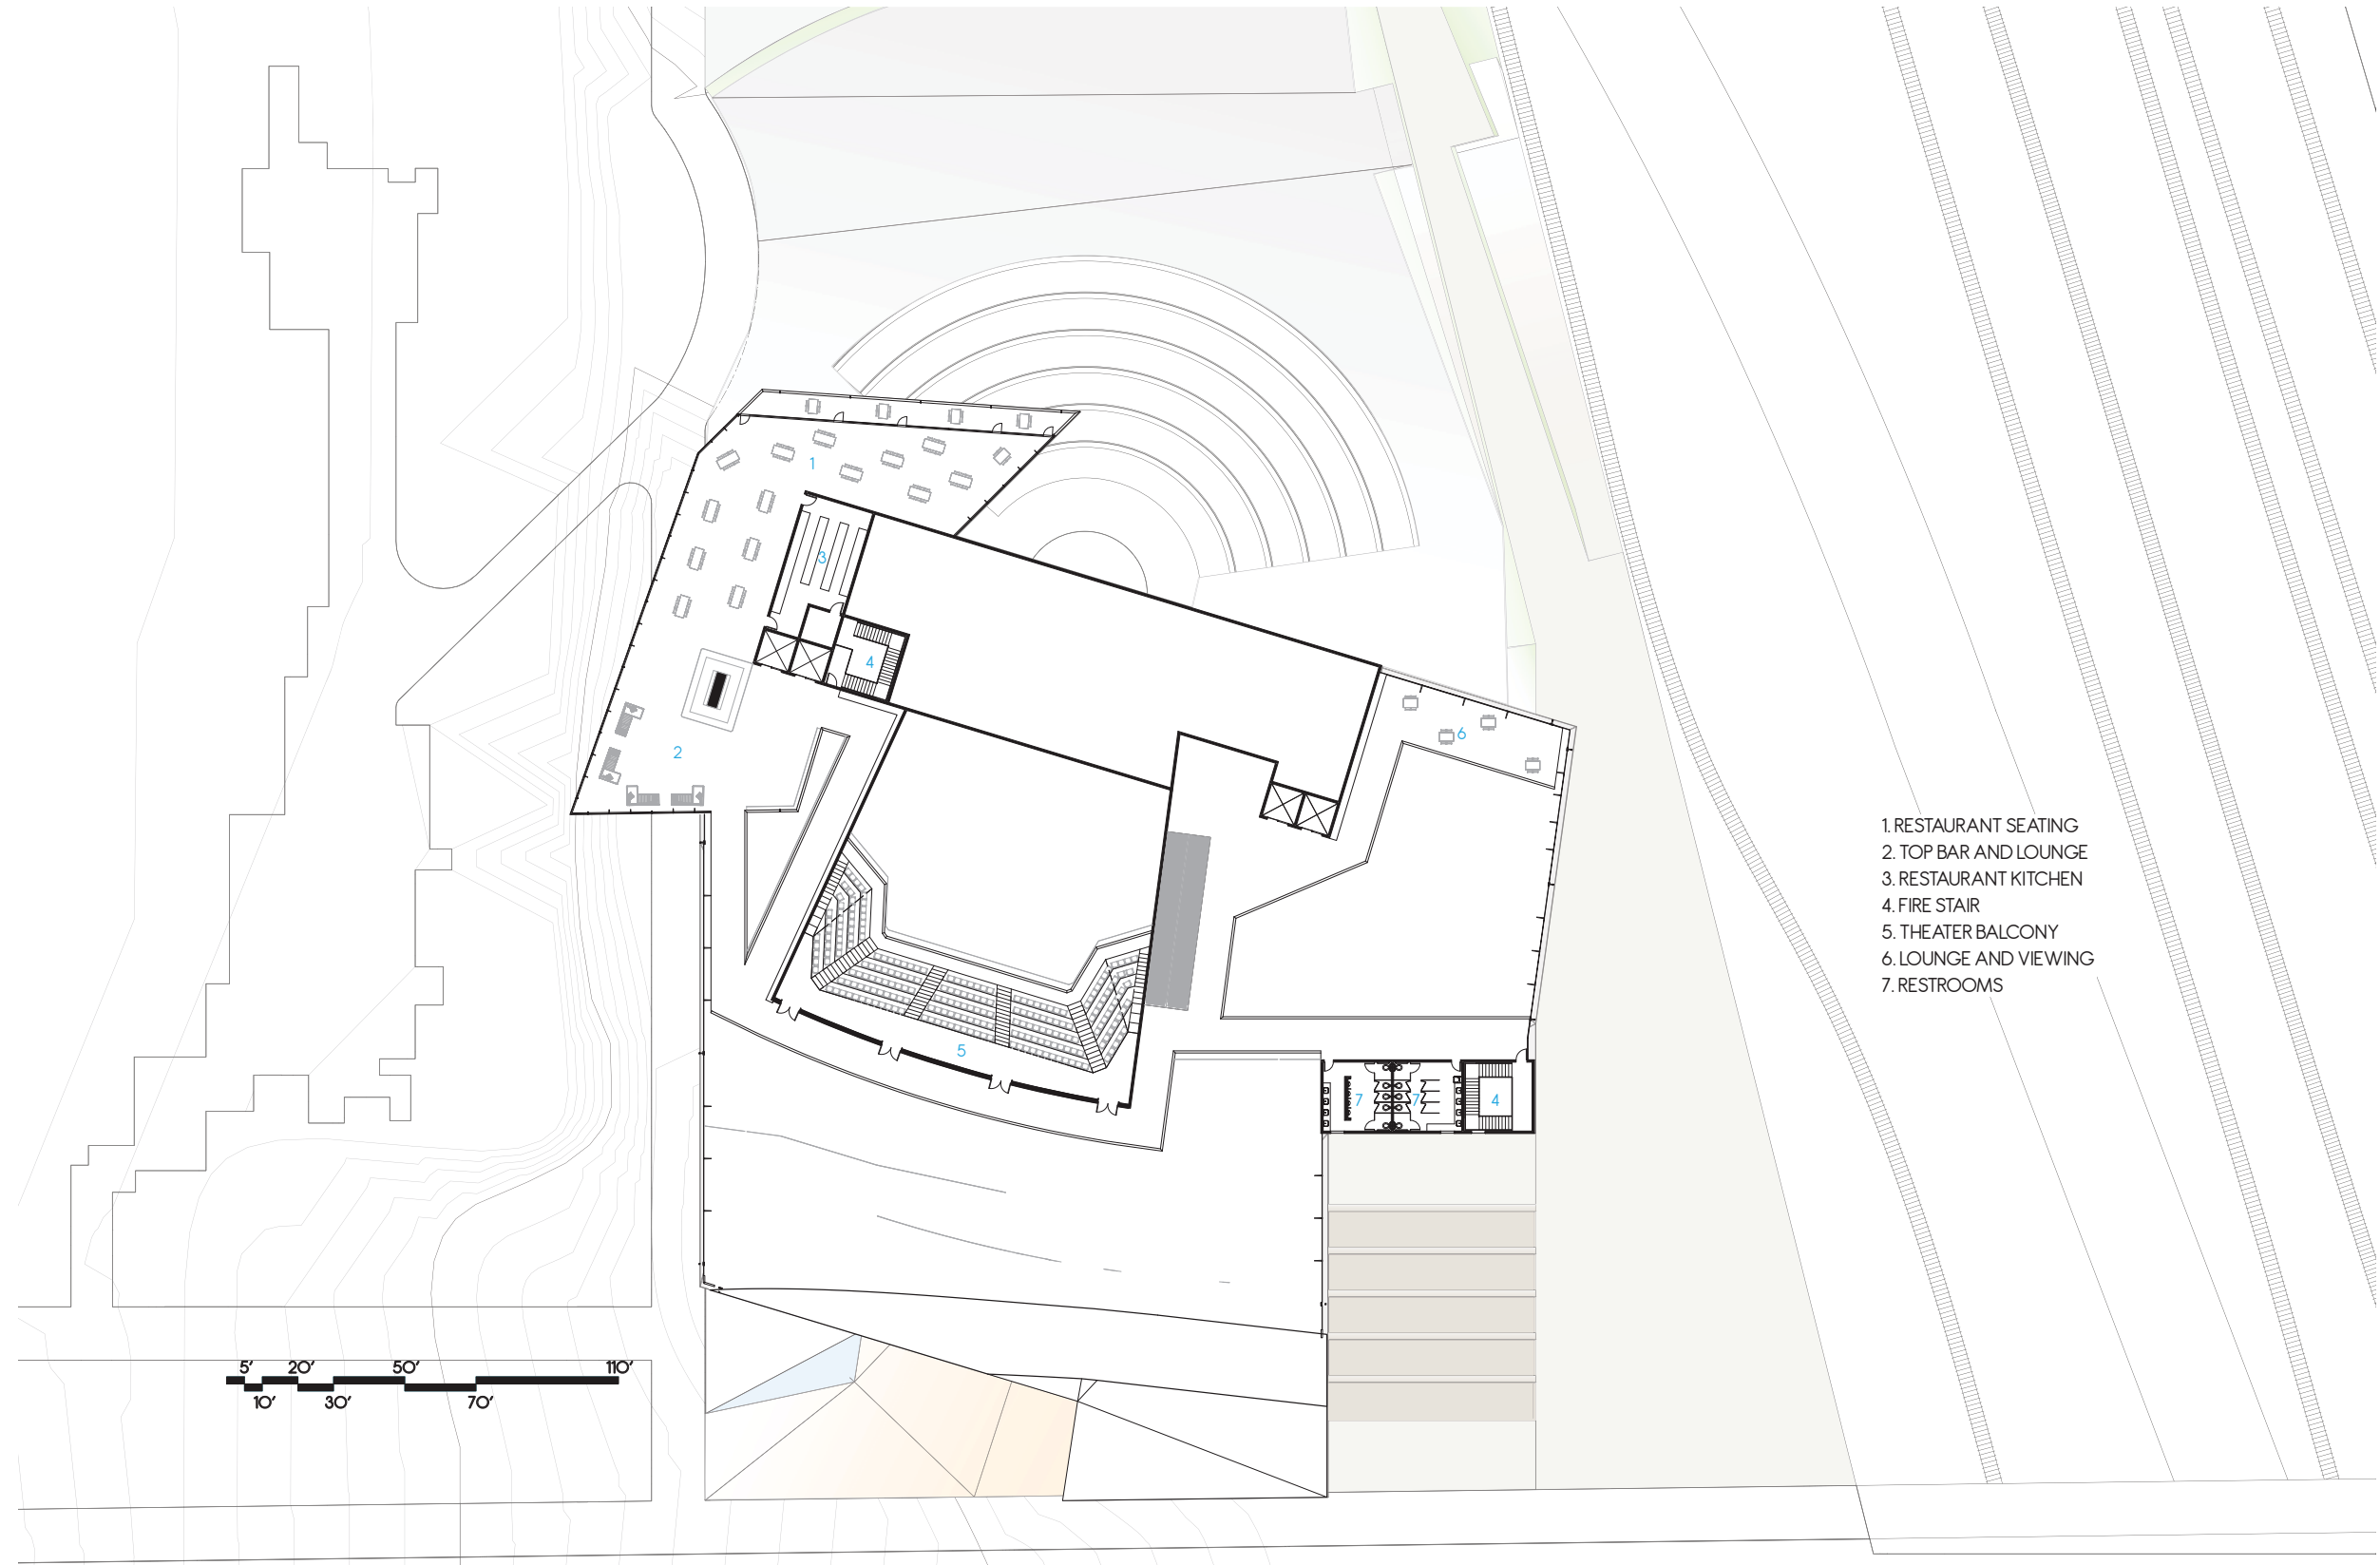 1
3
4
2
6
5
7
7
4
1. RESTAURANT SEATING
2. TOP BAR AND LOUNGE
3. RESTAURANT KITCHEN
4. FIRE STAIR
5. THEATER BALCONY
6. LOUNGE AND VIEWING
7. RESTROOMS
5' 20' 50' 110'
10' 30' 70'